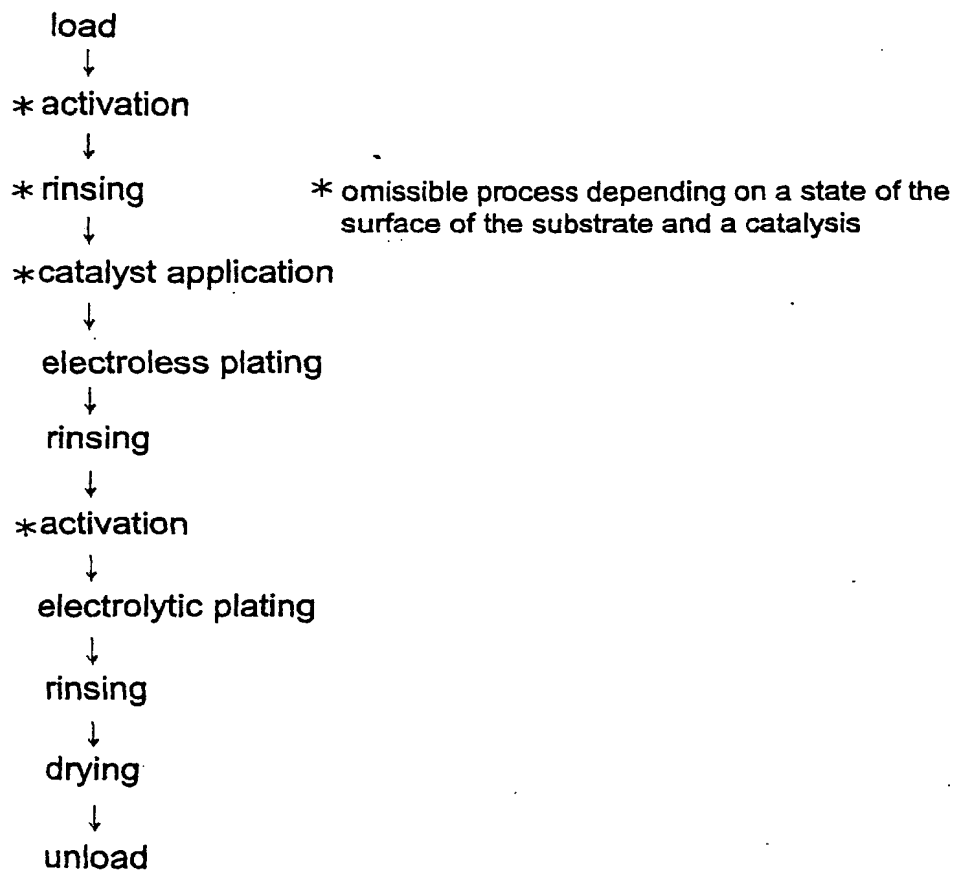 load
↓
* activation
↓
* rinsing
* omissible process depending on a state of the
surface of the substrate and a catalysis
↓
*catalyst application
↓
electroless plating
↓
rinsing
↓
*activation
↓
electrolytic plating
↓
rinsing
↓
drying
↓
unload